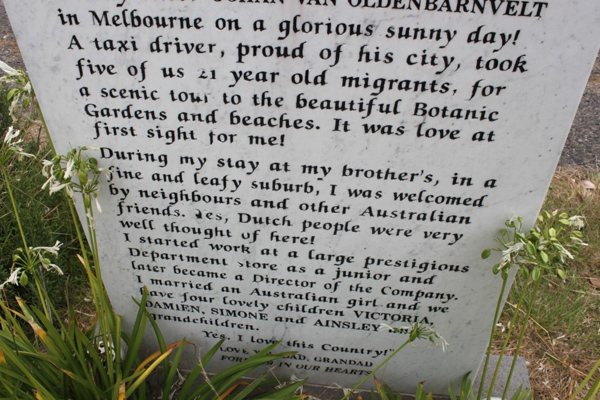 VAN OLDENBARNVELT
in Melbourne on a glorious sunny day!
A taxi driver, proud of his city, took
five of us 21 year old migrants, for
a scenic tour to the beautiful Botanic
Gardens and beaches. It was love at
first sight for me!
During my stay at my brother's, in a
fine and leafy suburb, I was welcomed
by neighbours and other Australian
friends. Yes, Dutch people were very
well thought of here!
I started work at a large prestigious
Department Store as a junior and
later became a Director of the Company.
I married an Australian girl and we
have four lovely children VICTORIA,
DAMIEN, SIMONE and AINSLEY and
grandchildren.
Yes, I love this Country!"
LOVE DAD, GRANDAD
FOREVER IN OUR HEARTS